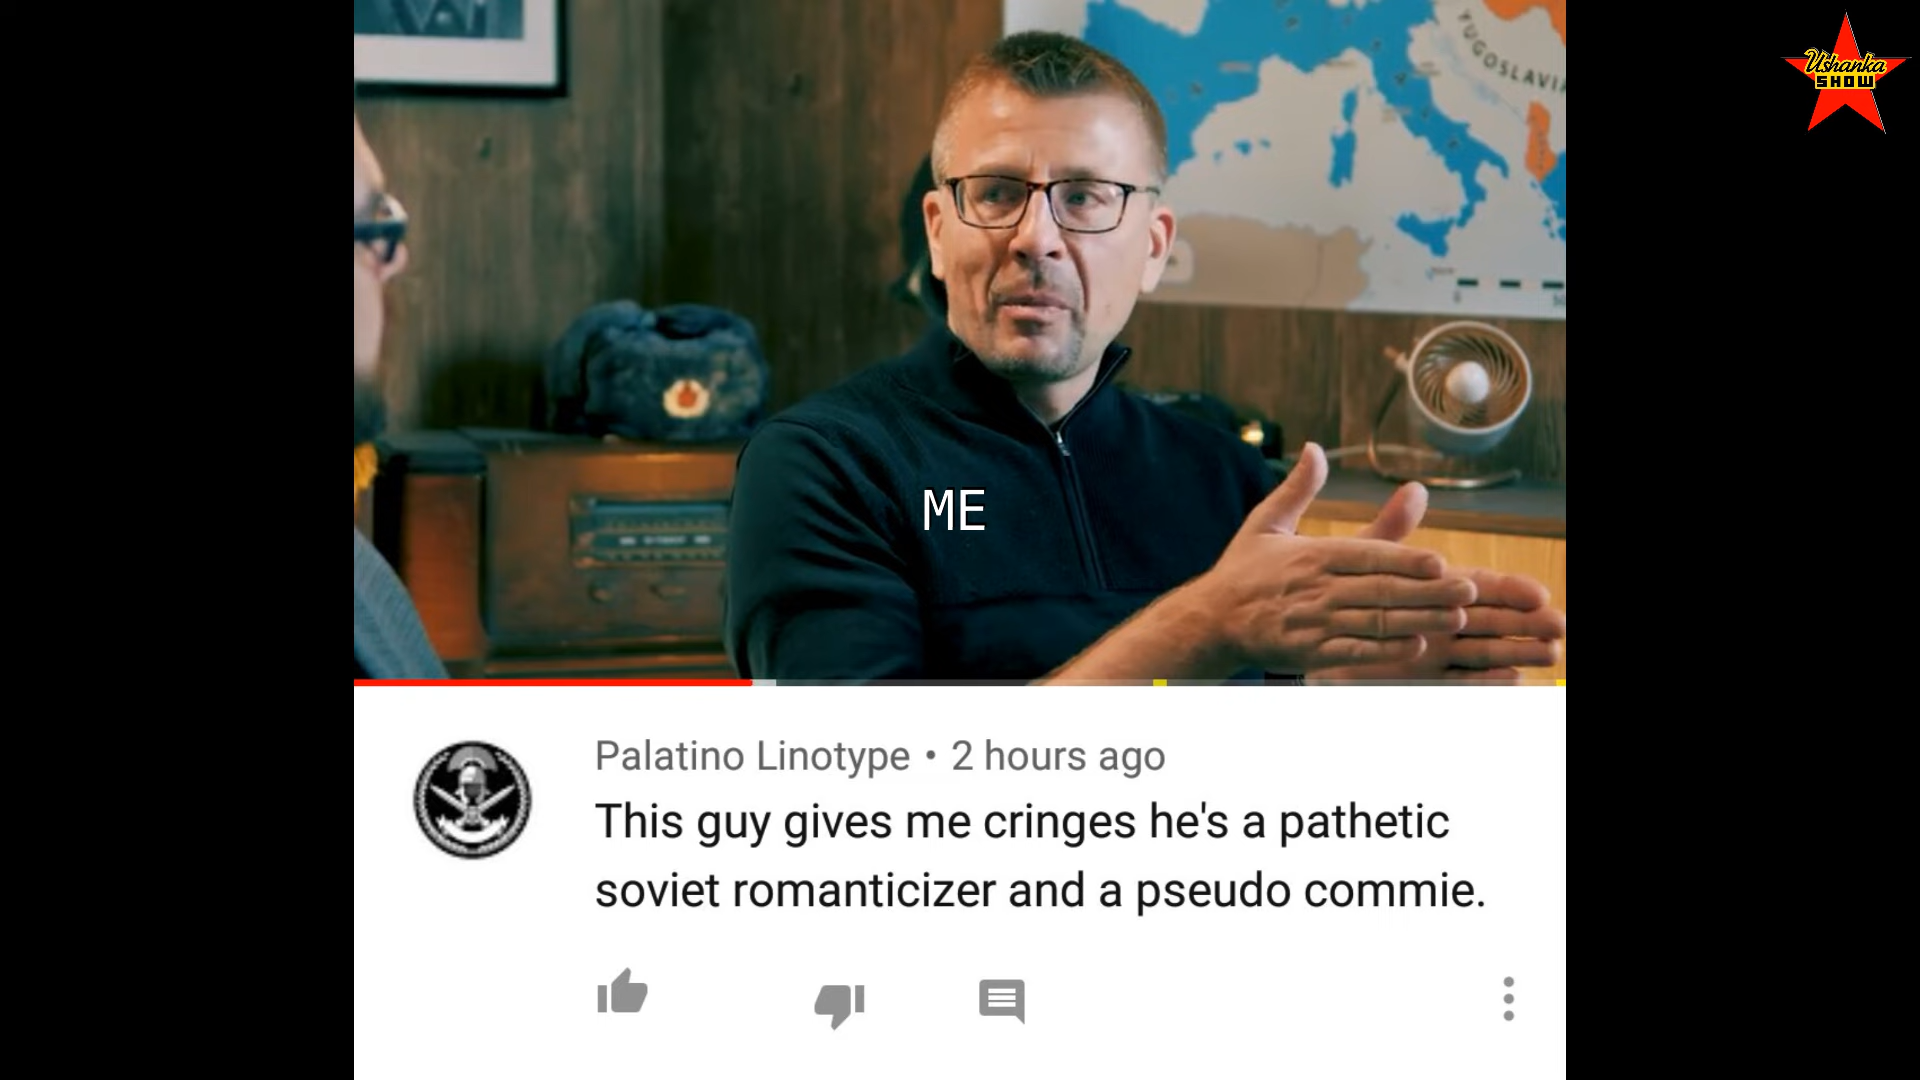 YUGOSLAVIA
Ushanka
SHOW
ME
Palatino Linotype • 2 hours ago
This guy gives me cringes he's a pathetic
soviet romanticizer and a pseudo commie.